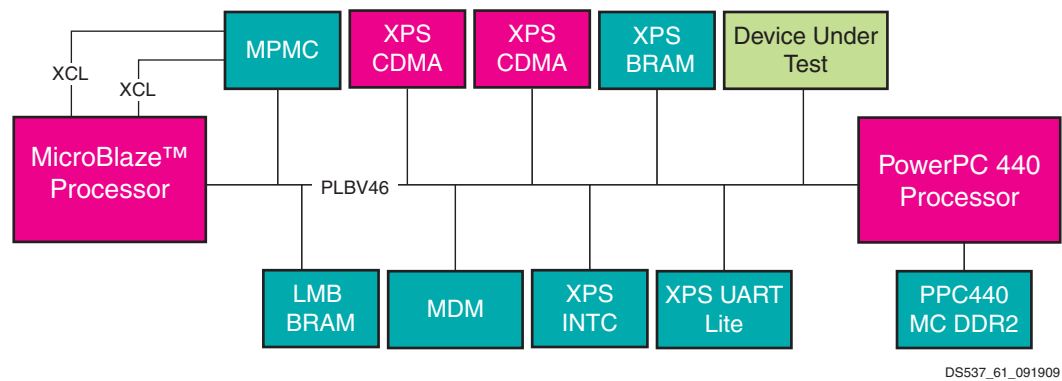 MPMC
XPS
CDMA
XPS
CDMA
XPS
BRAM
Device Under
Test
XCL
XCL
MicroBlaze™
Processor
PLBV46
PowerPC 440
Processor
LMB
BRAM
MDM
XPS
INTC
XPS UART
Lite
PPC440
MC DDR2
DS537_61_091909